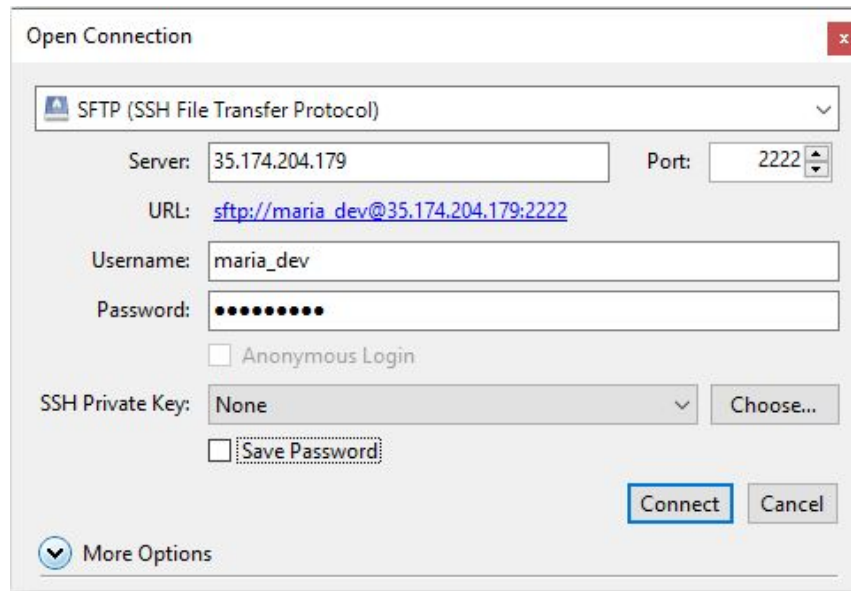 Open Connection
x
SFTP (SSH File Transfer Protocol)
Server: 35.174.204.179 Port: 2222
URL: sftp://maria_dev@35.174.204.179:2222
Username: maria_dev
Password: •••••••••
Anonymous Login
SSH Private Key: None Choose...
Save Password
Connect Cancel
More Options